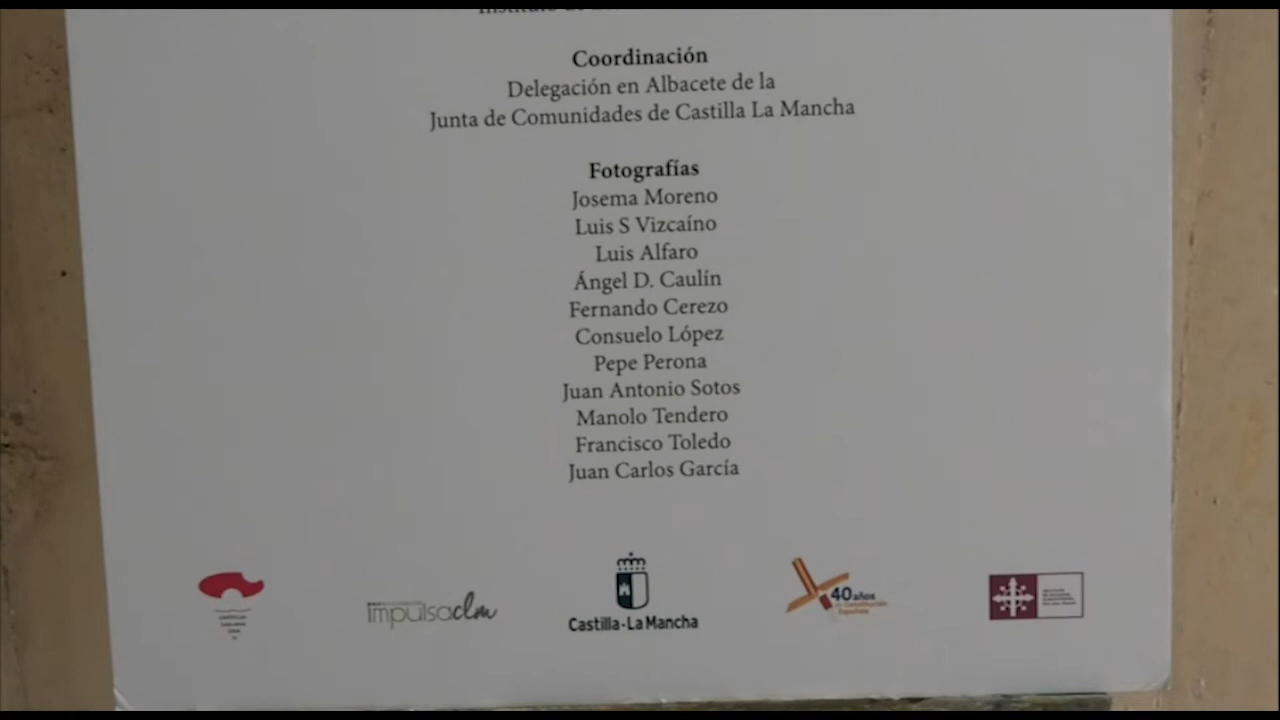 Coordinación
Delegación en Albacete de la
Junta de Comunidades de Castilla La Mancha
Fotografías
Josema Moreno
Luis S Vizcaíno
Luis Alfaro
Ángel D. Caulín
Fernando Cerezo
Consuelo López
Pepe Perona
Juan Antonio Sotos
Manolo Tendero
Francisco Toledo
Juan Carlos García
impulsaclm
Castilla-La Mancha
40 años
Constitución
Española